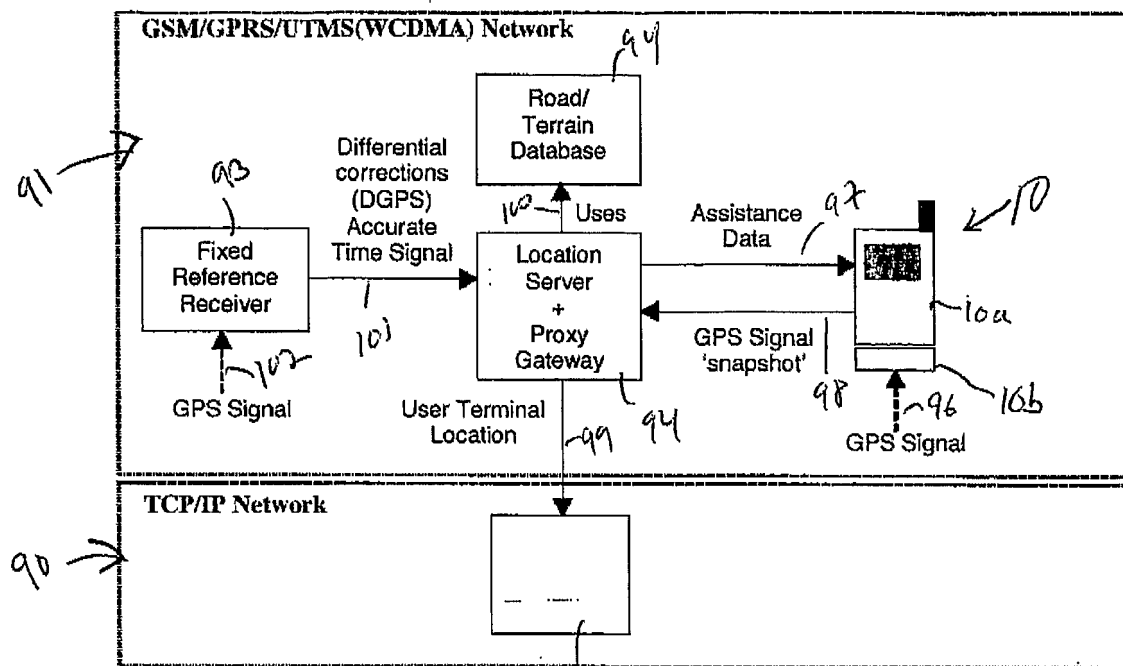 GSM/GPRS/UTMS(WCDMA) Network
94
Road/
Terrain
Database
91
93
Differential
corrections
(DGPS)
Accurate
Time Signal
100
Uses
Assistance
Data
97
10
Fixed
Reference
Receiver
103
Location
Server
+
Proxy
Gateway
GPS Signal
'snapshot'
98
10a
10b
102
GPS Signal
User Terminal
Location
99
94
96
GPS Signal
TCP/IP Network
90